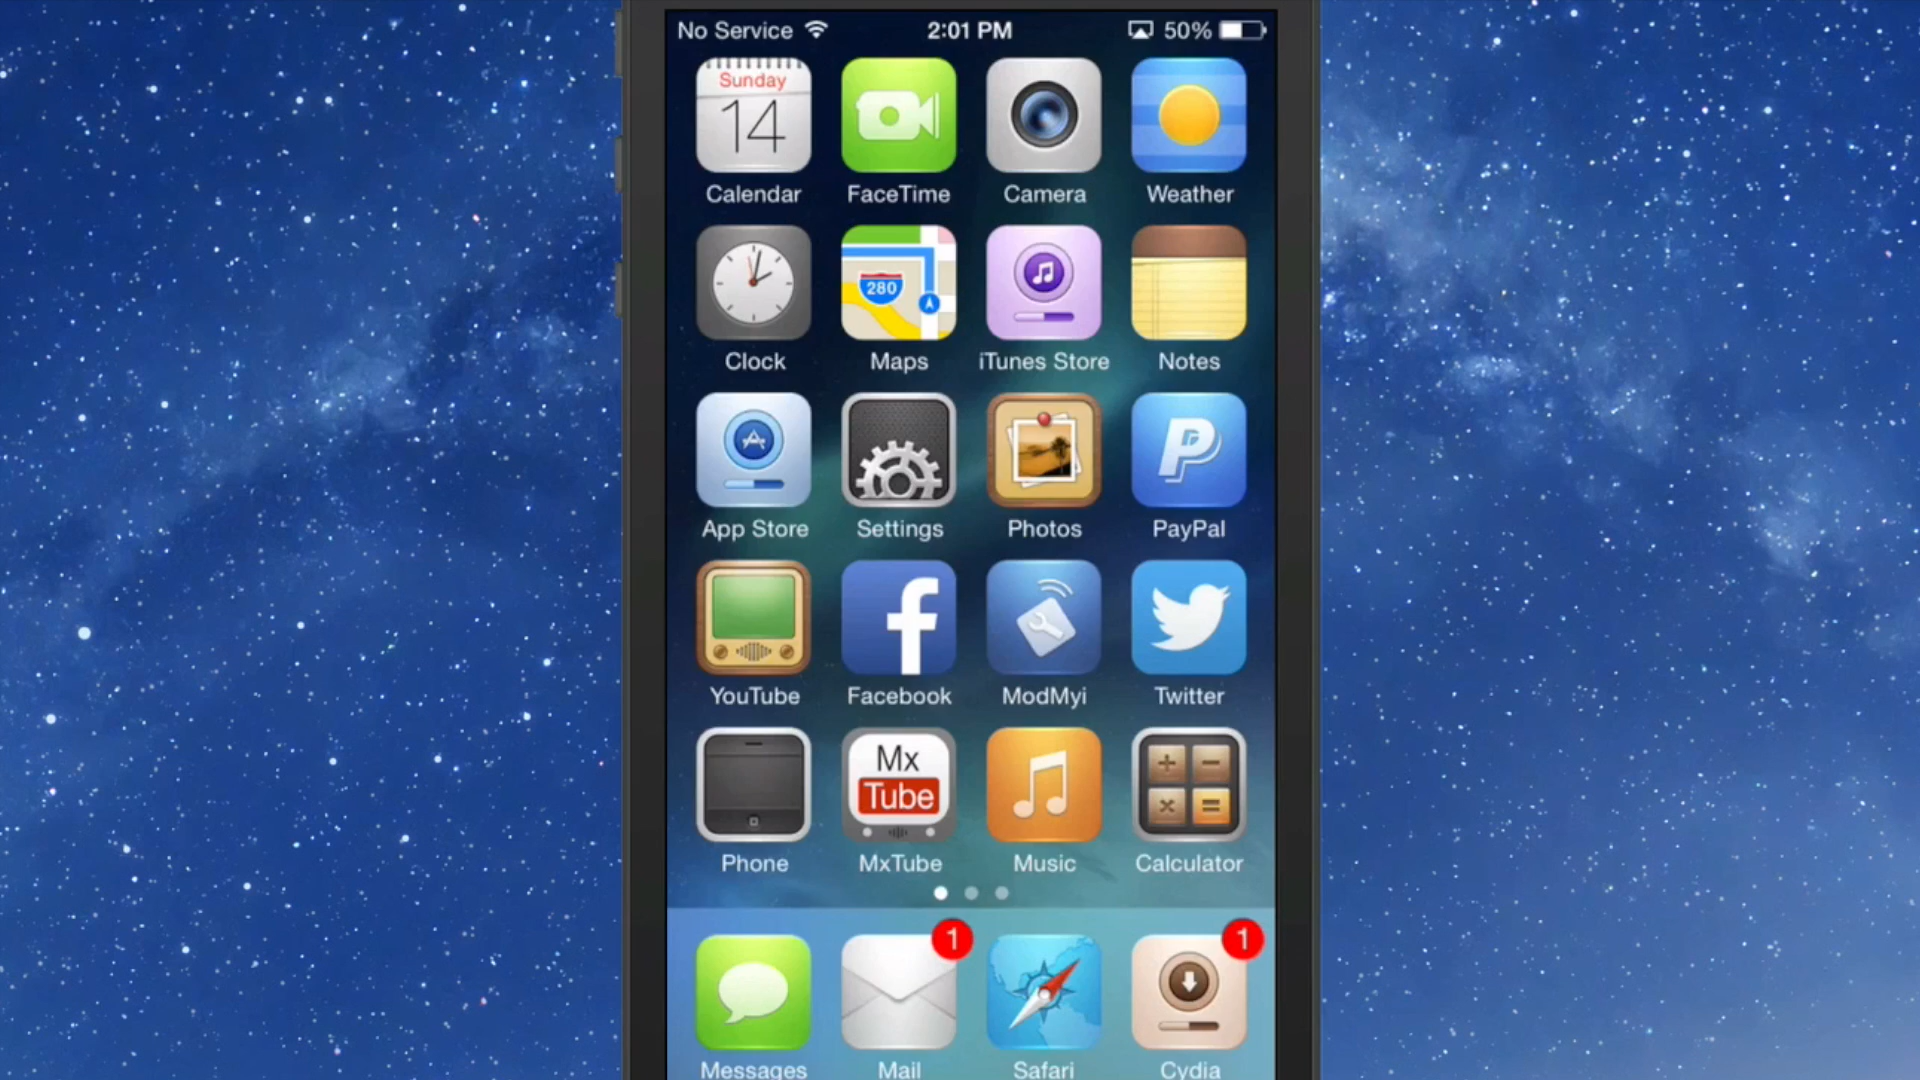 No Service 2:01 PM 50%
Sunday
14
Calendar FaceTime Camera Weather
280
Clock Maps iTunes Store Notes
App Store Settings Photos PayPal
YouTube Facebook ModMyi Twitter
Mx
Tube
Phone MxTube Music Calculator
1 1
Messages Mail Safari Cydia